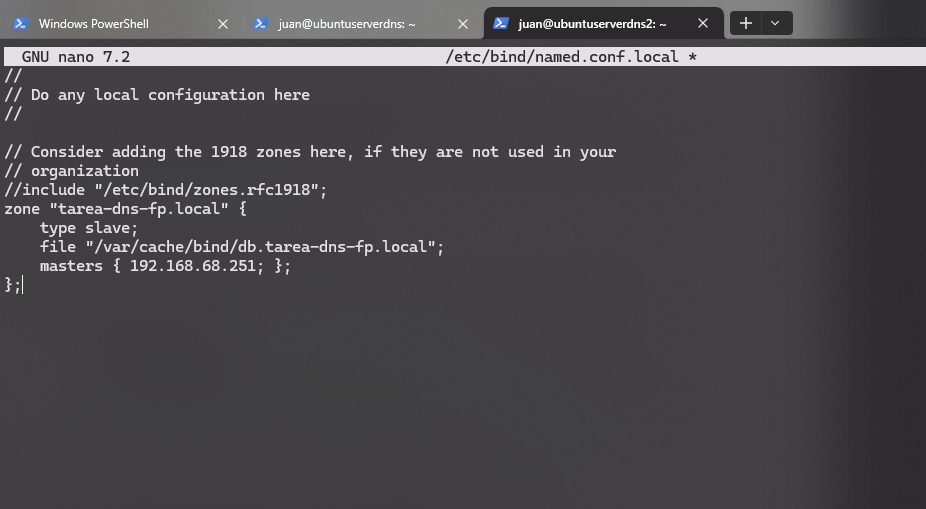 Windows PowerShell
juan@ubuntuserverdns: ~
juan@ubuntuserverdns2: ~
GNU nano 7.2 /etc/bind/named.conf.local *
//
// Do any local configuration here
//
// Consider adding the 1918 zones here, if they are not used in your
// organization
//include "/etc/bind/zones.rfc1918";
zone "tarea-dns-fp.local" {
    type slave;
    file "/var/cache/bind/db.tarea-dns-fp.local";
    masters { 192.168.68.251; };
};